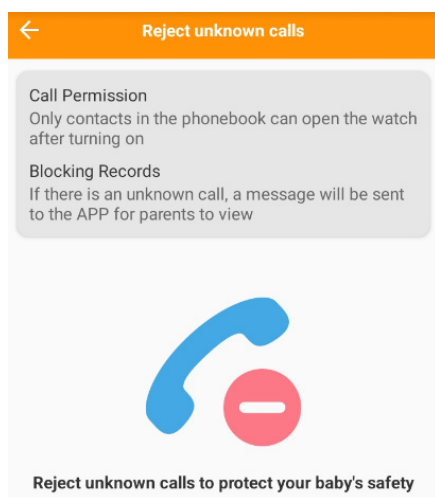 Reject unknown calls
Call Permission
Only contacts in the phonebook can open the watch
after turning on
Blocking Records
If there is an unknown call, a message will be sent
to the APP for parents to view
Reject unknown calls to protect your baby's safety